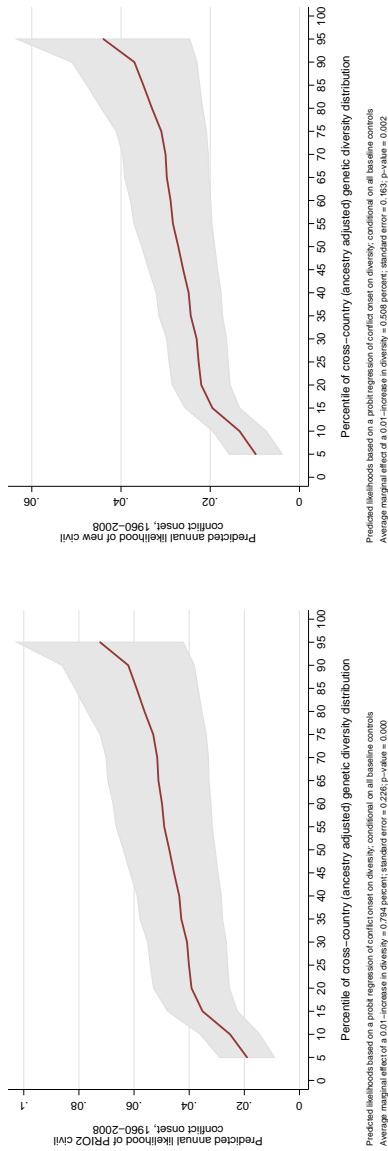 Predicted annual likelihood of PRIO2 civil
conflict onset, 1960–2008
.1
.08
.06
.04
.02
0
0 5 10 15 20 25 30 35 40 45 50 55 60 65 70 75 80 85 90 95 100
Percentile of cross−country (ancestry adjusted) genetic diversity distribution
Predicted likelihoods based on a probit regression of conflict onset on diversity; conditional on all baseline controls
Average marginal effect of a 0.01−increase in diversity = 0.794 percent; standard error = 0.226; p−value = 0.000
Predicted annual likelihood of new civil
conflict onset, 1960–2008
.06
.04
.02
0
0 5 10 15 20 25 30 35 40 45 50 55 60 65 70 75 80 85 90 95 100
Percentile of cross−country (ancestry adjusted) genetic diversity distribution
Predicted likelihoods based on a probit regression of conflict onset on diversity; conditional on all baseline controls
Average marginal effect of a 0.01−increase in diversity = 0.508 percent; standard error = 0.163; p−value = 0.002